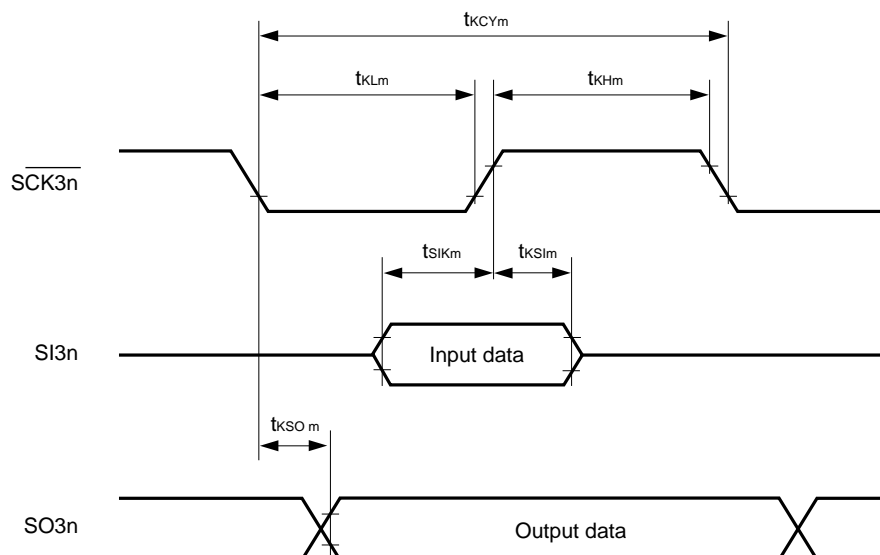 tKCYm
tKLm
tKHm
SCK3n
tSIKm
tKSIm
SI3n
Input data
tKSO m
SO3n
Output data